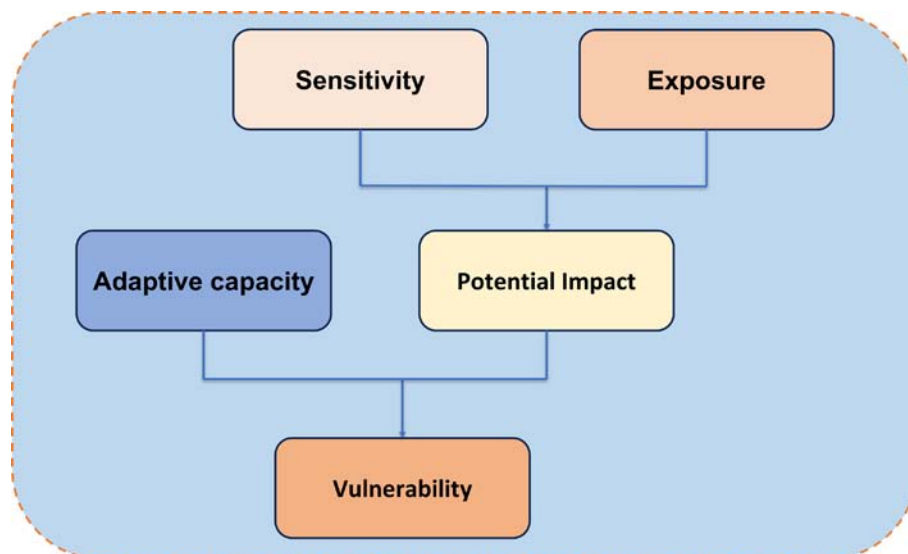 Sensitivity
Exposure
Adaptive capacity
Potential Impact
Vulnerability